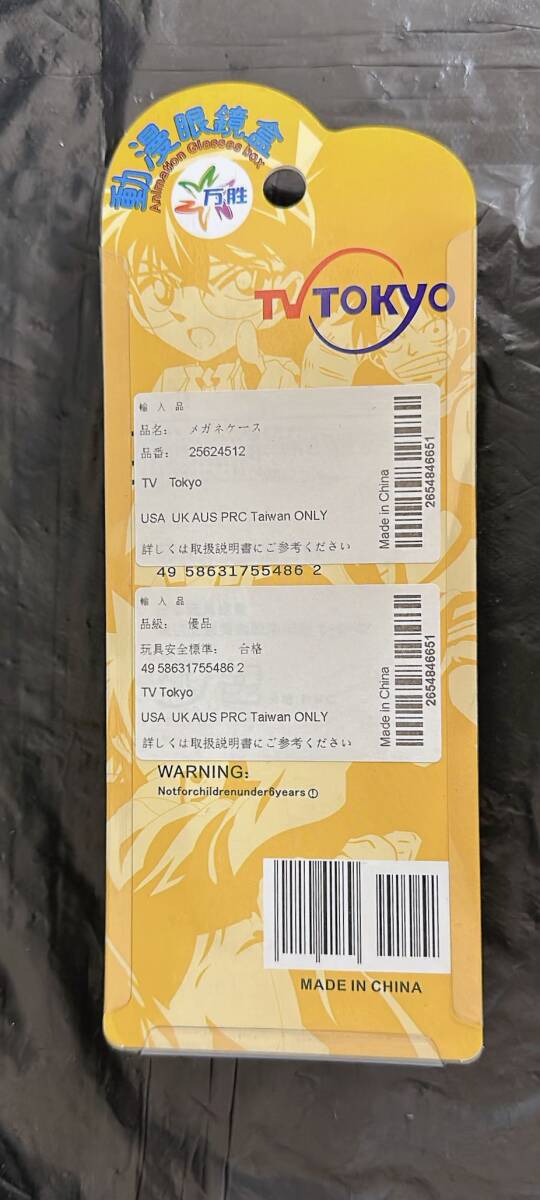 動漫眼鏡盒
Animation Glasses box
万胜
TV TOKYO
輸入品
品名： メガネケース
品番： 25624512
TV Tokyo
USA UK AUS PRC Taiwan ONLY
詳しくは取扱説明書にご参考ください
Made in China
2654846651
49 58631755486 2
輸入品
品級： 優品
玩具安全標準： 合格
49 58631755486 2
TV Tokyo
USA UK AUS PRC Taiwan ONLY
詳しくは取扱説明書にご参考ください
Made in China
2654846651
WARNING:
Notforchildrenunder6years
MADE IN CHINA